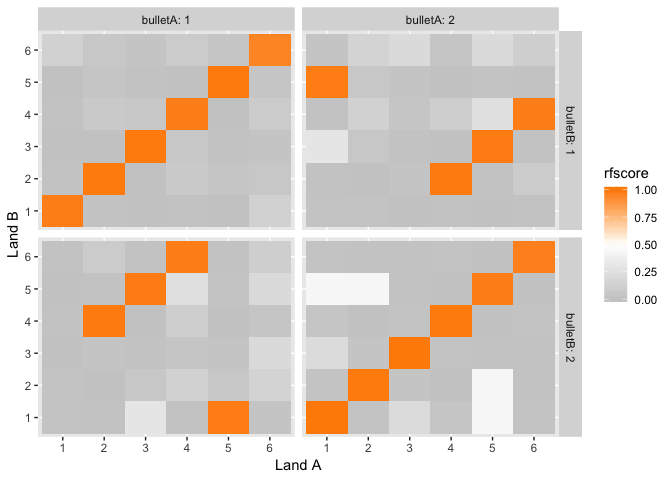 bulletA: 1
bulletA: 2
6
5
4
3
2
1
bulletB: 1
6
5
4
3
2
1
bulletB: 2
Land B
1 2 3 4 5 6
1 2 3 4 5 6
Land A
rfscore
1.00
0.75
0.50
0.25
0.00